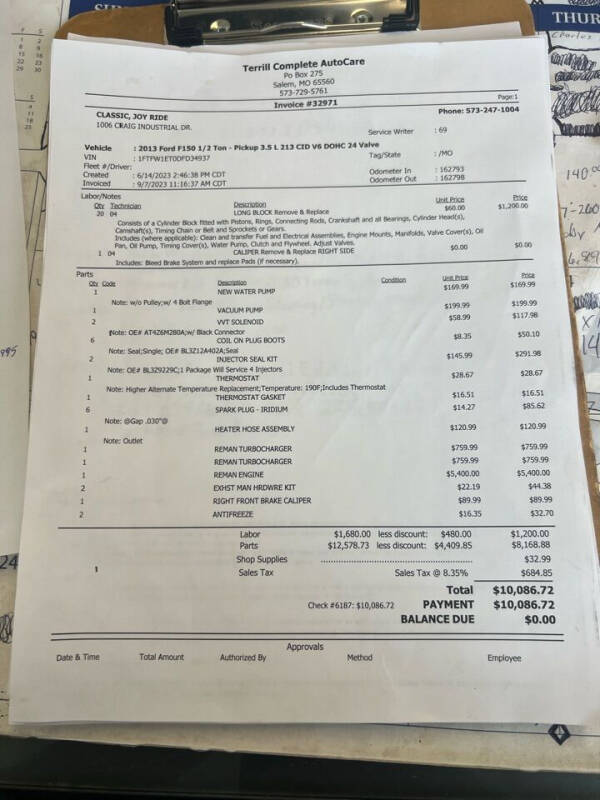 THUR
Charles
Terrill Complete AutoCare
Po Box 275
Salem, MO 65560
573-729-5761
Invoice #32971
Page:1
CLASSIC, JOY RIDE
Phone: 573-247-1004
1006 CRAIG INDUSTRIAL DR.
Service Writer : 69
Vehicle : 2013 Ford F150 1/2 Ton - Pickup 3.5 L 213 CID V6 DOHC 24 Valve
VIN : 1FTFW1ET0DFD34937 Tag/State : /MO
Fleet #/Driver:
Created : 6/14/2023 2:46:38 PM CDT Odometer In : 162793
Invoiced : 9/7/2023 11:16:37 AM CDT Odometer Out : 162798
Labor/Notes
Qty Technician Description Unit Price Price
20 04 LONG BLOCK Remove & Replace $60.00 $1,200.00
Consists of a Cylinder Block fitted with Pistons, Rings, Connecting Rods, Crankshaft and all Bearings, Cylinder Head(s),
Camshaft(s), Timing Chain or Belt and Sprockets or Gears.
Includes (where applicable): Clean and transfer Fuel and Electrical Assemblies, Engine Mounts, Manifolds, Valve Cover(s), Oil
Pan, Oil Pump, Timing Cover(s), Water Pump, Clutch and Flywheel. Adjust Valves.
1 04 CALIPER Remove & Replace RIGHT SIDE $0.00 $0.00
Includes: Bleed Brake System and replace Pads (if necessary).
Parts
Qty Code Description Condition Unit Price Price
1 NEW WATER PUMP $169.99 $169.99
Note: w/o Pulley;w/ 4 Bolt Flange
1 VACUUM PUMP $199.99 $199.99
2 VVT SOLENOID $58.99 $117.98
Note: OE# AT4Z6M280A;w/ Black Connector
6 COIL ON PLUG BOOTS $8.35 $50.10
Note: Seal;Single; OE# BL3Z12A402A;Seal
2 INJECTOR SEAL KIT $145.99 $291.98
Note: OE# BL3Z9229C;1 Package Will Service 4 Injectors
1 THERMOSTAT $28.67 $28.67
Note: Higher Alternate Temperature Replacement;Temperature: 190F;Includes Thermostat
1 THERMOSTAT GASKET $16.51 $16.51
6 SPARK PLUG - IRIDIUM $14.27 $85.62
Note: @Gap .030"@
1 HEATER HOSE ASSEMBLY $120.99 $120.99
Note: Outlet
1 REMAN TURBOCHARGER $759.99 $759.99
1 REMAN TURBOCHARGER $759.99 $759.99
1 REMAN ENGINE $5,400.00 $5,400.00
2 EXHST MAN HRDWRE KIT $22.19 $44.38
1 RIGHT FRONT BRAKE CALIPER $89.99 $89.99
2 ANTIFREEZE $16.35 $32.70
Labor $1,680.00 less discount: $480.00 $1,200.00
Parts $12,578.73 less discount: $4,409.85 $8,168.88
Shop Supplies $32.99
1 Sales Tax Sales Tax @ 8.35% $684.85
Total $10,086.72
Check #6187: $10,086.72 PAYMENT $10,086.72
BALANCE DUE $0.00
Approvals
Date & Time Total Amount Authorized By Method Employee